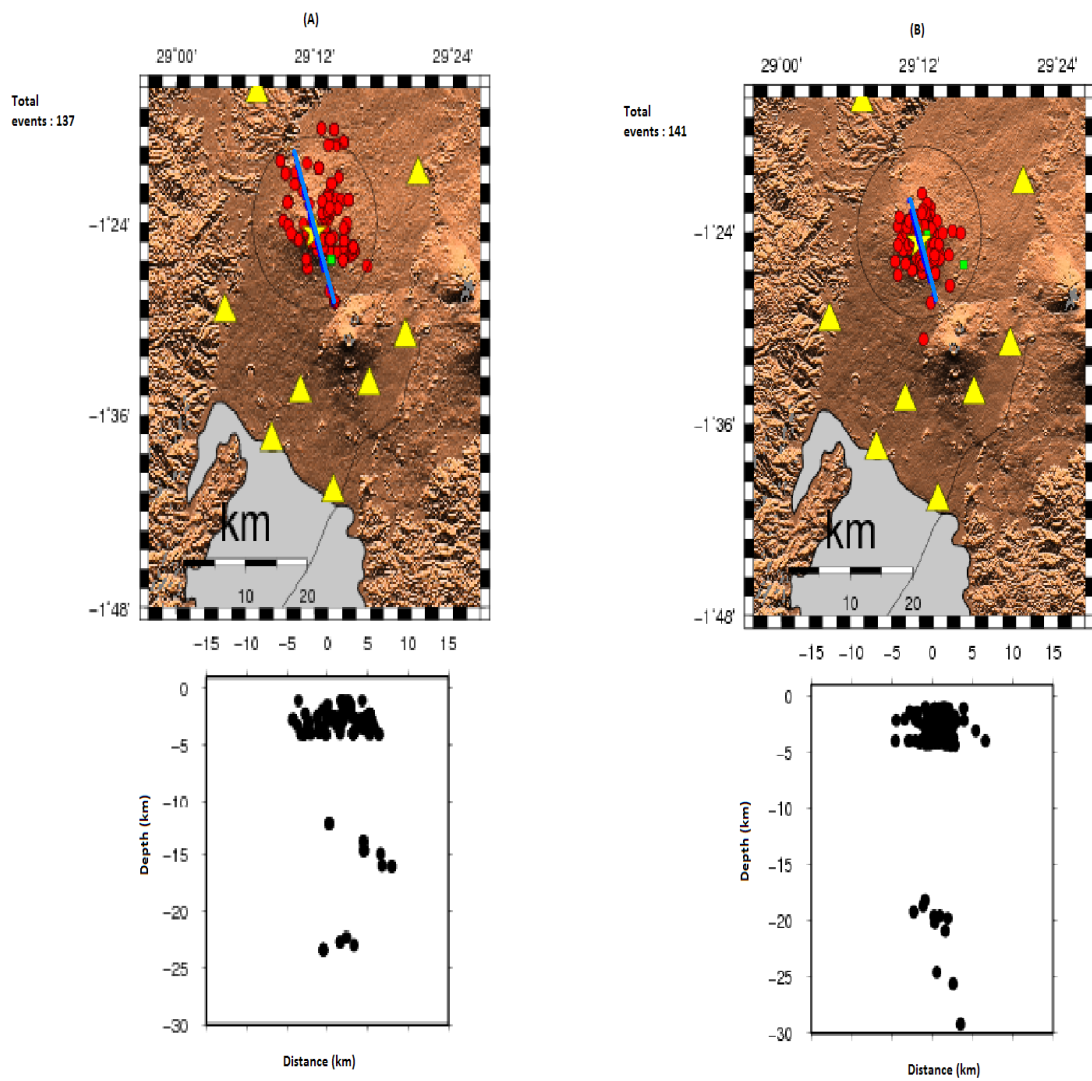 (A)
29°00' 29°12' 29°24'
Total
events : 137
−1°24'
−1°36'
−1°48'
km
10 20
−15 −10 −5 0 5 10 15
0
−5
−10
−15
−20
−25
−30
Depth (km)
Distance (km)
(B)
29°00' 29°12' 29°24'
Total
events : 141
−1°24'
−1°36'
−1°48'
km
10 20
−15 −10 −5 0 5 10 15
0
−5
−10
−15
−20
−25
−30
Depth (km)
Distance (km)